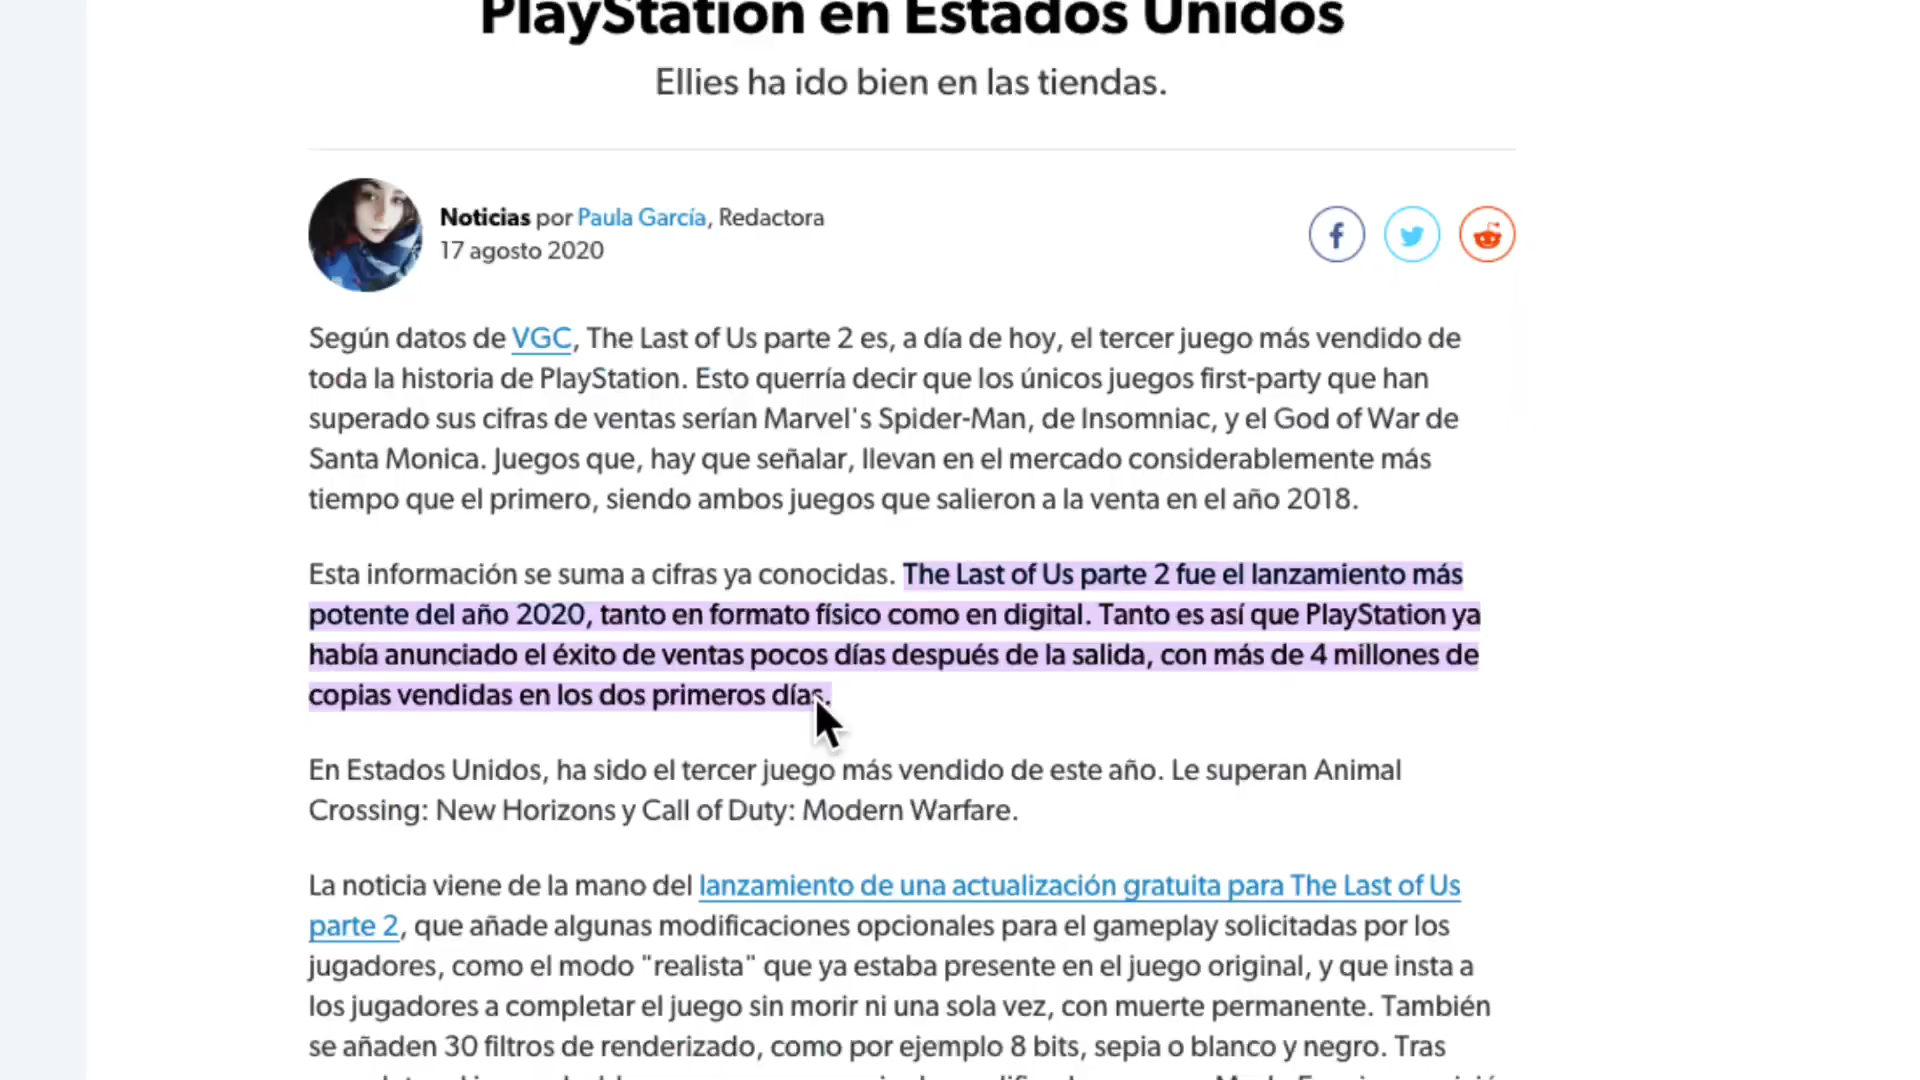 PlayStation en Estados Unidos
Ellies ha ido bien en las tiendas.
Noticias por Paula García, Redactora
17 agosto 2020
Según datos de VGC, The Last of Us parte 2 es, a día de hoy, el tercer juego más vendido de
toda la historia de PlayStation. Esto querría decir que los únicos juegos first-party que han
superado sus cifras de ventas serían Marvel's Spider-Man, de Insomniac, y el God of War de
Santa Monica. Juegos que, hay que señalar, llevan en el mercado considerablemente más
tiempo que el primero, siendo ambos juegos que salieron a la venta en el año 2018.
Esta información se suma a cifras ya conocidas. The Last of Us parte 2 fue el lanzamiento más
potente del año 2020, tanto en formato físico como en digital. Tanto es así que PlayStation ya
había anunciado el éxito de ventas pocos días después de la salida, con más de 4 millones de
copias vendidas en los dos primeros días.
En Estados Unidos, ha sido el tercer juego más vendido de este año. Le superan Animal
Crossing: New Horizons y Call of Duty: Modern Warfare.
La noticia viene de la mano del lanzamiento de una actualización gratuita para The Last of Us
parte 2, que añade algunas modificaciones opcionales para el gameplay solicitadas por los
jugadores, como el modo "realista" que ya estaba presente en el juego original, y que insta a
los jugadores a completar el juego sin morir ni una sola vez, con muerte permanente. También
se añaden 30 filtros de renderizado, como por ejemplo 8 bits, sepia o blanco y negro. Tras